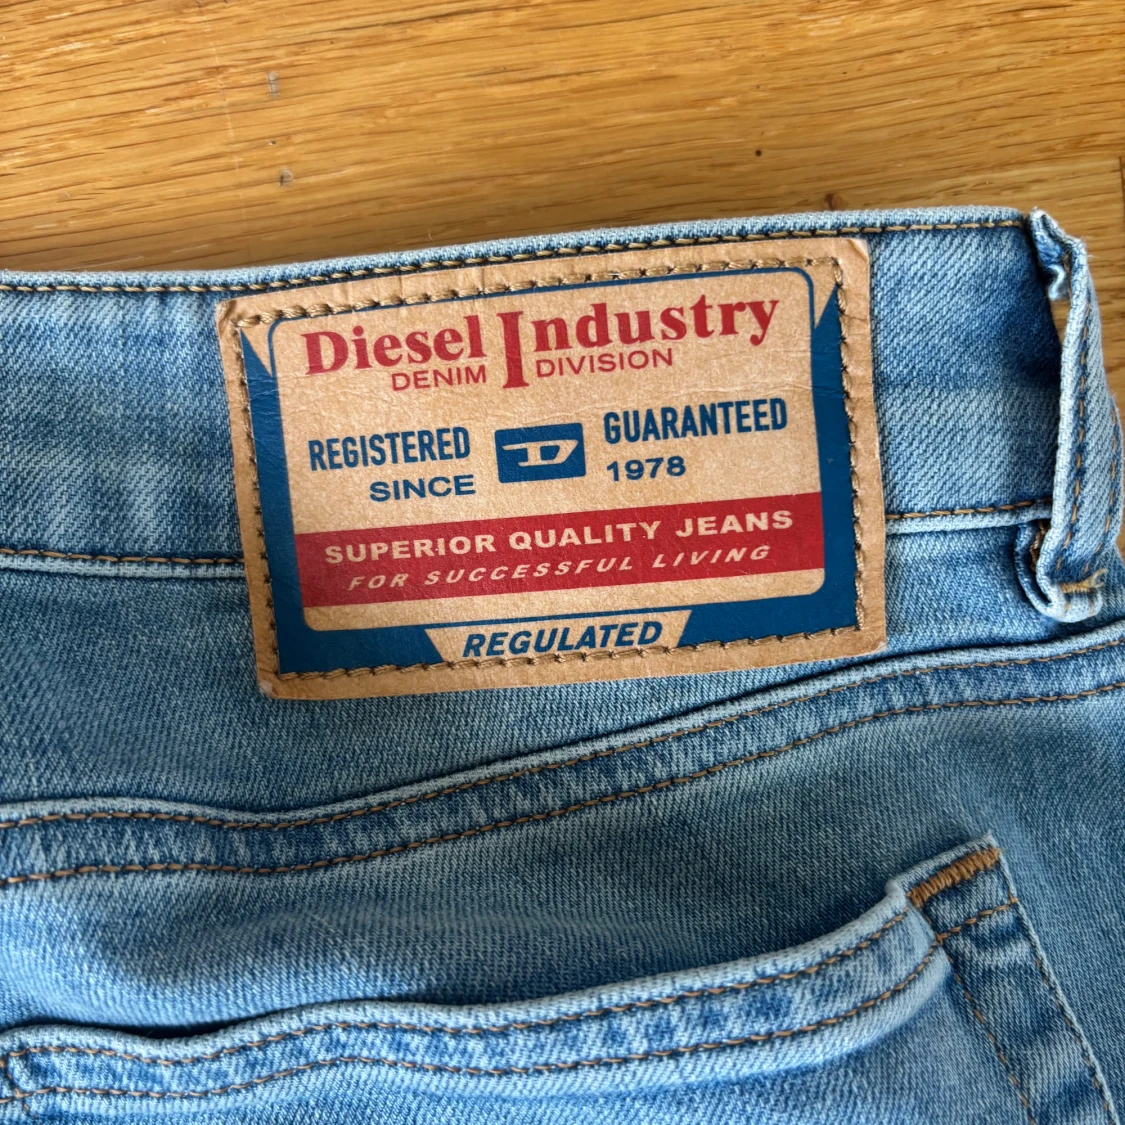 Diesel Industry
DENIM DIVISION
REGISTERED D GUARANTEED
SINCE 1978
SUPERIOR QUALITY JEANS
FOR SUCCESSFUL LIVING
REGULATED